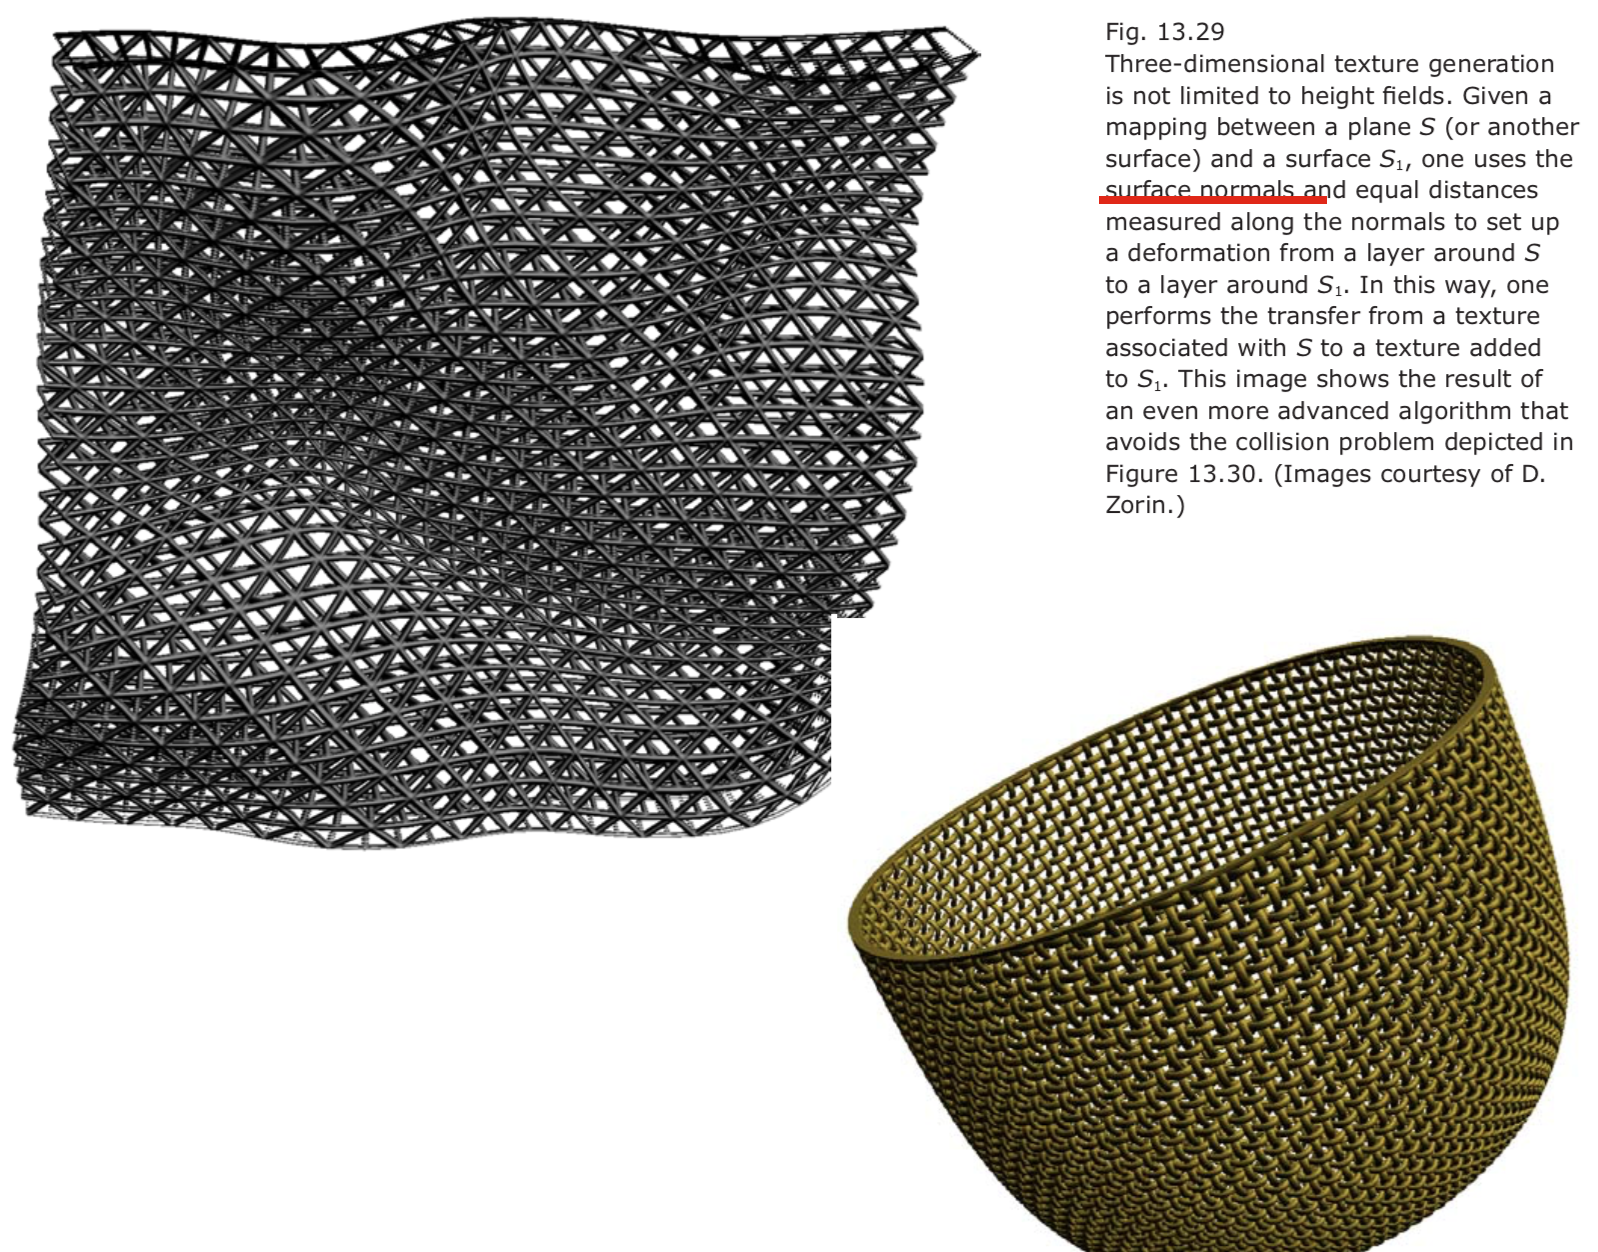 Fig. 13.29
Three-dimensional texture generation
is not limited to height fields. Given a
mapping between a plane S (or another
surface) and a surface S₁, one uses the
surface normals and equal distances
measured along the normals to set up
a deformation from a layer around S
to a layer around S₁. In this way, one
performs the transfer from a texture
associated with S to a texture added
to S₁. This image shows the result of
an even more advanced algorithm that
avoids the collision problem depicted in
Figure 13.30. (Images courtesy of D.
Zorin.)